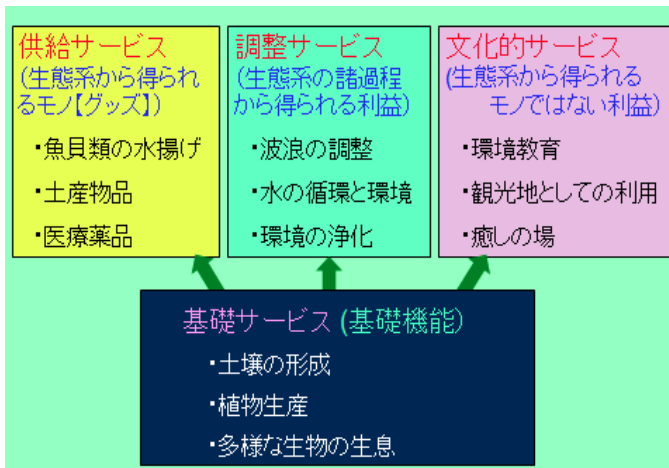 供給サービス
(生態系から得られ
るモノ【グッズ】)
・魚貝類の水揚げ
・土産物品
・医療薬品
調整サービス
(生態系の諸過程
から得られる利益)
・波浪の調整
・水の循環と環境
・環境の浄化
文化的サービス
(生態系から得られる
モノではない利益)
・環境教育
・観光地としての利用
・癒しの場
基礎サービス(基礎機能)
・土壌の形成
・植物生産
・多様な生物の生息